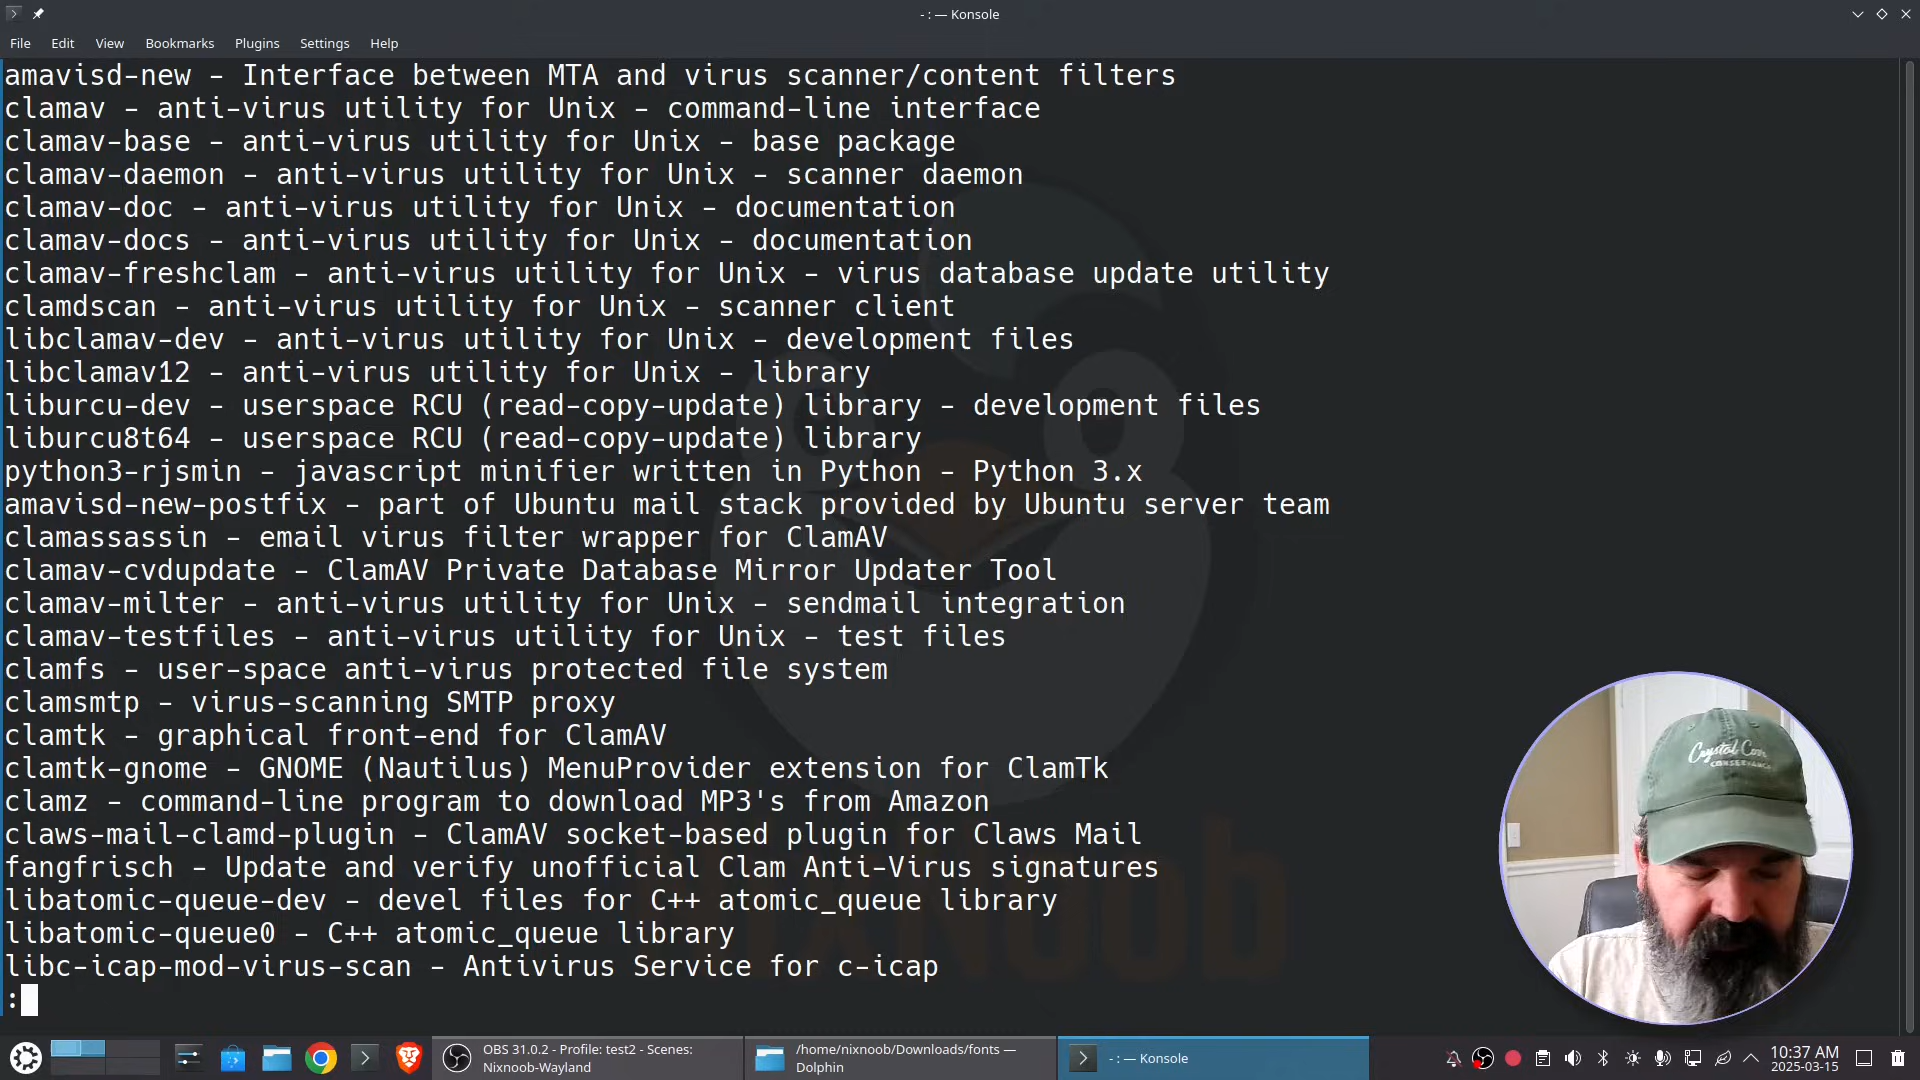 - : — Konsole
File Edit View Bookmarks Plugins Settings Help
amavisd-new - Interface between MTA and virus scanner/content filters
clamav - anti-virus utility for Unix - command-line interface
clamav-base - anti-virus utility for Unix - base package
clamav-daemon - anti-virus utility for Unix - scanner daemon
clamav-doc - anti-virus utility for Unix - documentation
clamav-docs - anti-virus utility for Unix - documentation
clamav-freshclam - anti-virus utility for Unix - virus database update utility
clamdscan - anti-virus utility for Unix - scanner client
libclamav-dev - anti-virus utility for Unix - development files
libclamav12 - anti-virus utility for Unix - library
liburcu-dev - userspace RCU (read-copy-update) library - development files
liburcu8t64 - userspace RCU (read-copy-update) library
python3-rjsmin - javascript minifier written in Python - Python 3.x
amavisd-new-postfix - part of Ubuntu mail stack provided by Ubuntu server team
clamassassin - email virus filter wrapper for ClamAV
clamav-cvdupdate - ClamAV Private Database Mirror Updater Tool
clamav-milter - anti-virus utility for Unix - sendmail integration
clamav-testfiles - anti-virus utility for Unix - test files
clamfs - user-space anti-virus protected file system
clamsmtp - virus-scanning SMTP proxy
clamtk - graphical front-end for ClamAV
clamtk-gnome - GNOME (Nautilus) MenuProvider extension for ClamTk
clamz - command-line program to download MP3's from Amazon
claws-mail-clamd-plugin - ClamAV socket-based plugin for Claws Mail
fangfrisch - Update and verify unofficial Clam Anti-Virus signatures
libatomic-queue-dev - devel files for C++ atomic_queue library
libatomic-queue0 - C++ atomic_queue library
libc-icap-mod-virus-scan - Antivirus Service for c-icap
:
OBS 31.0.2 - Profile: test2 - Scenes:
Nixnoob-Wayland
/home/nixnoob/Downloads/fonts —
Dolphin
- : — Konsole
10:37 AM
2025-03-15